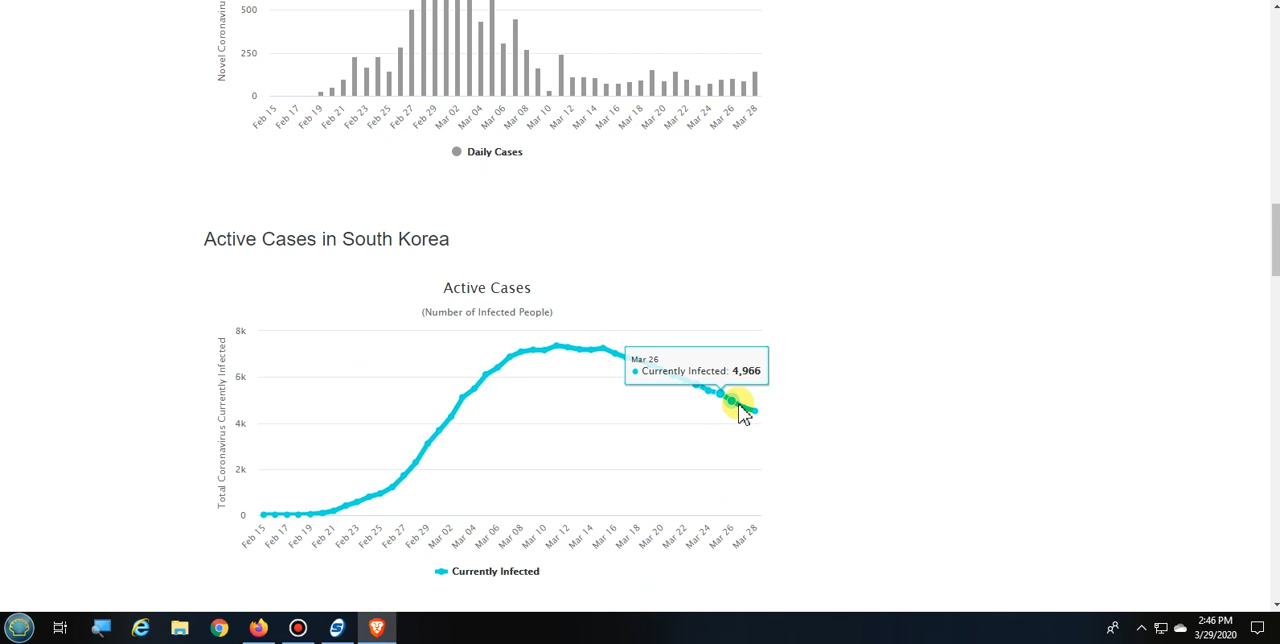 500
250
0
Novel Coronavirus
Feb 15
Feb 17
Feb 19
Feb 21
Feb 23
Feb 25
Feb 27
Feb 29
Mar 02
Mar 04
Mar 06
Mar 08
Mar 10
Mar 12
Mar 14
Mar 16
Mar 18
Mar 20
Mar 22
Mar 24
Mar 26
Mar 28
Daily Cases
Active Cases in South Korea
Active Cases
(Number of Infected People)
8k
6k
4k
2k
0
Total Coronavirus Currently Infected
Mar 26
Currently Infected: 4,966
Feb 15
Feb 17
Feb 19
Feb 21
Feb 23
Feb 25
Feb 27
Feb 29
Mar 02
Mar 04
Mar 06
Mar 08
Mar 10
Mar 12
Mar 14
Mar 16
Mar 18
Mar 20
Mar 22
Mar 24
Mar 26
Mar 28
Currently Infected
2:46 PM
3/29/2020